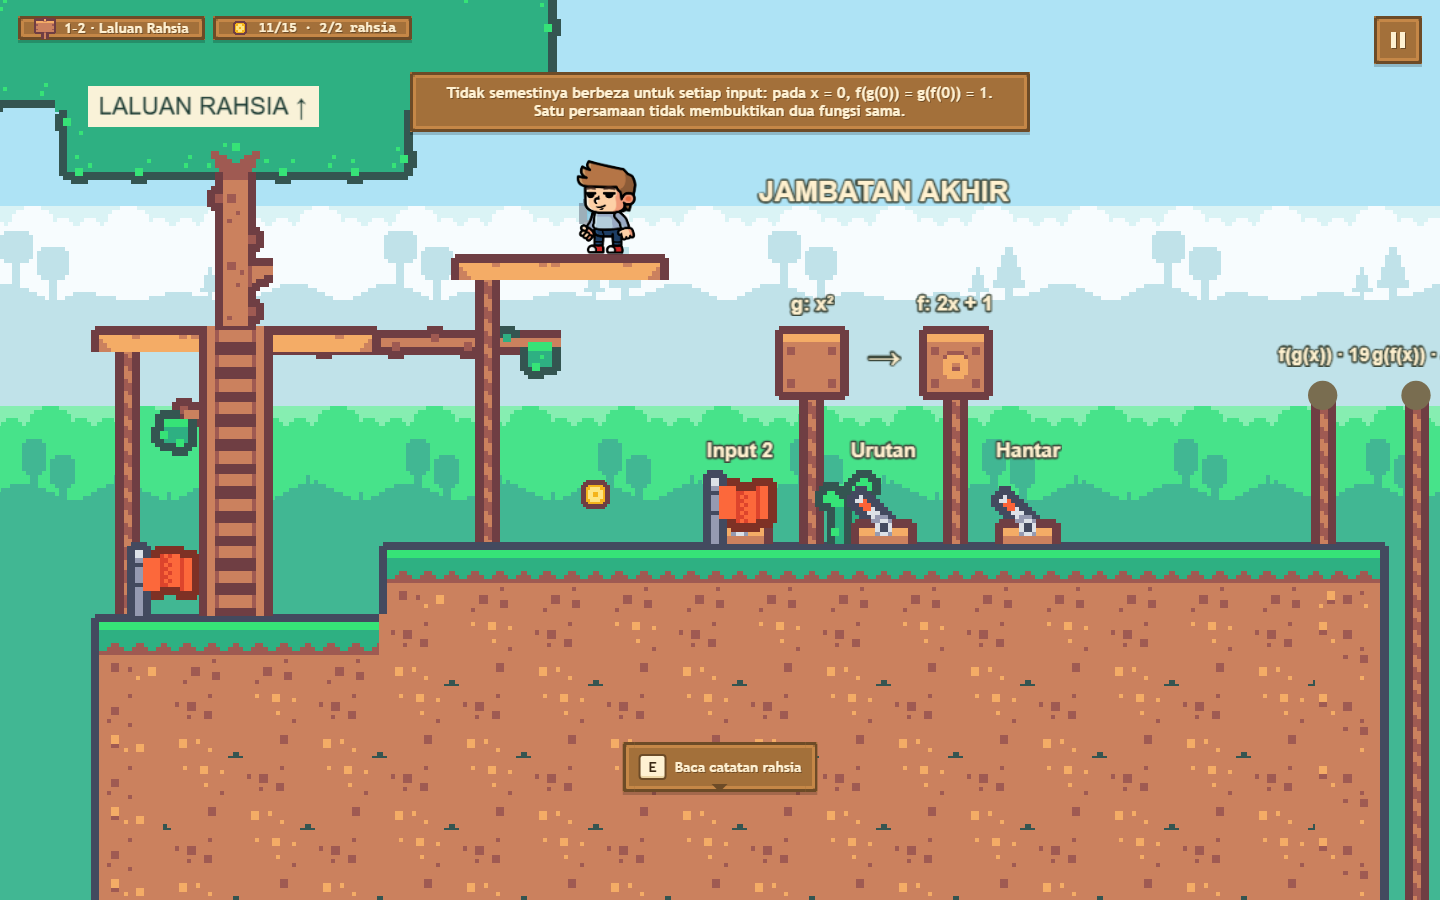 1-2 · Laluan Rahsia
11/15 · 2/2 rahsia
LALUAN RAHSIA ↑
Tidak semestinya berbeza untuk setiap input: pada x = 0, f(g(0)) = g(f(0)) = 1.
Satu persamaan tidak membuktikan dua fungsi sama.
JAMBATAN AKHIR
g: x²
→
f: 2x + 1
f(g(x)) · 19
g(f(x)) ·
Input 2
Urutan
Hantar
E Baca catatan rahsia